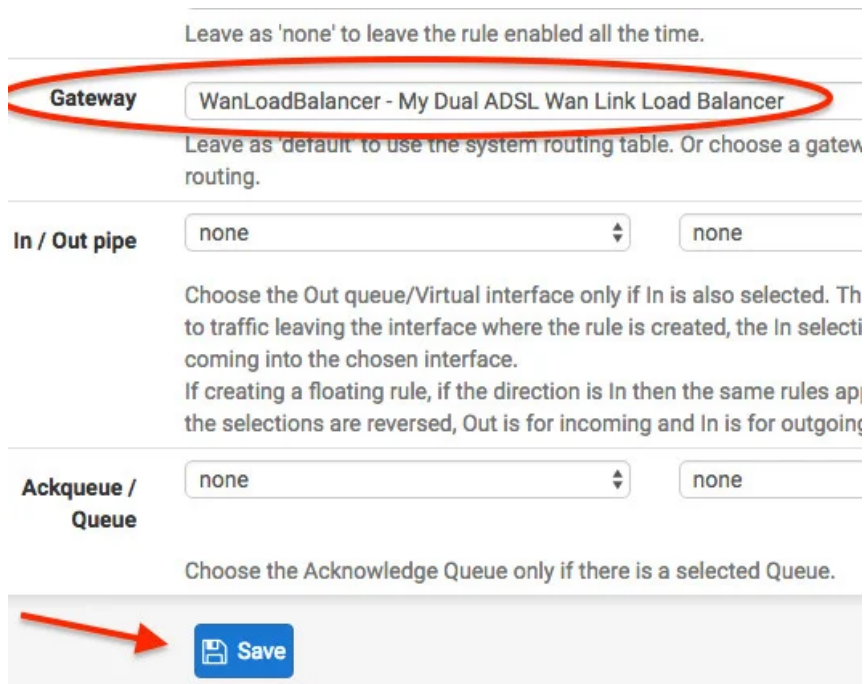 Leave as 'none' to leave the rule enabled all the time.
Gateway
WanLoadBalancer - My Dual ADSL Wan Link Load Balancer
Leave as 'default' to use the system routing table. Or choose a
routing.
In / Out pipe
none
none
Choose the Out queue/Virtual interface only if In is also selected.
to traffic leaving the interface where the rule is created, the In
coming into the chosen interface.
If creating a floating rule, if the direction is In then the same rules
the selections are reversed, Out is for incoming and In is for outgoing
Ackqueue /
Queue
none
none
Choose the Acknowledge Queue only if there is a selected Queue.
Save